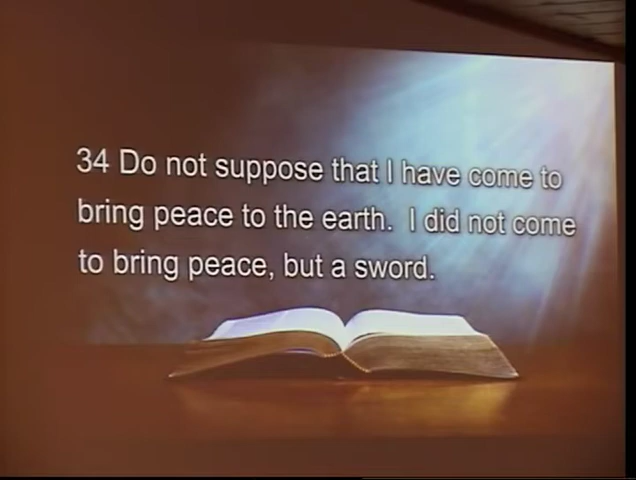 34 Do not suppose that I have come to
bring peace to the earth.  I did not come
to bring peace, but a sword.